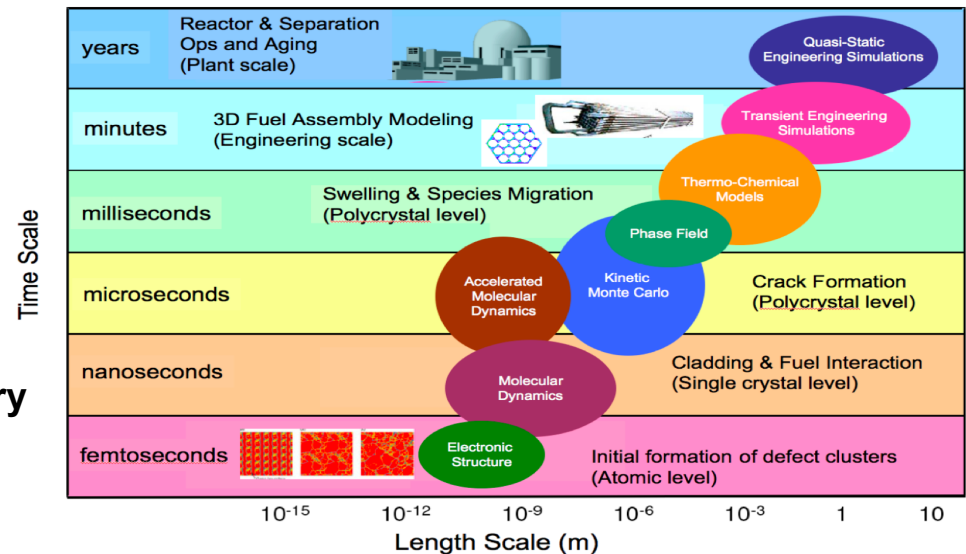 years
Reactor & Separation
Ops and Aging
(Plant scale)
Quasi-Static
Engineering Simulations
minutes
3D Fuel Assembly Modeling
(Engineering scale)
Transient Engineering
Simulations
milliseconds
Swelling & Species Migration
(Polycrystal level)
Thermo-Chemical
Models
Phase Field
microseconds
Accelerated
Molecular
Dynamics
Kinetic
Monte Carlo
Crack Formation
(Polycrystal level)
nanoseconds
Molecular
Dynamics
Cladding & Fuel Interaction
(Single crystal level)
femtoseconds
Electronic
Structure
Initial formation of defect clusters
(Atomic level)
Time Scale
ry
10-15 10-12 10-9 10-6 10-3 1 10
Length Scale (m)